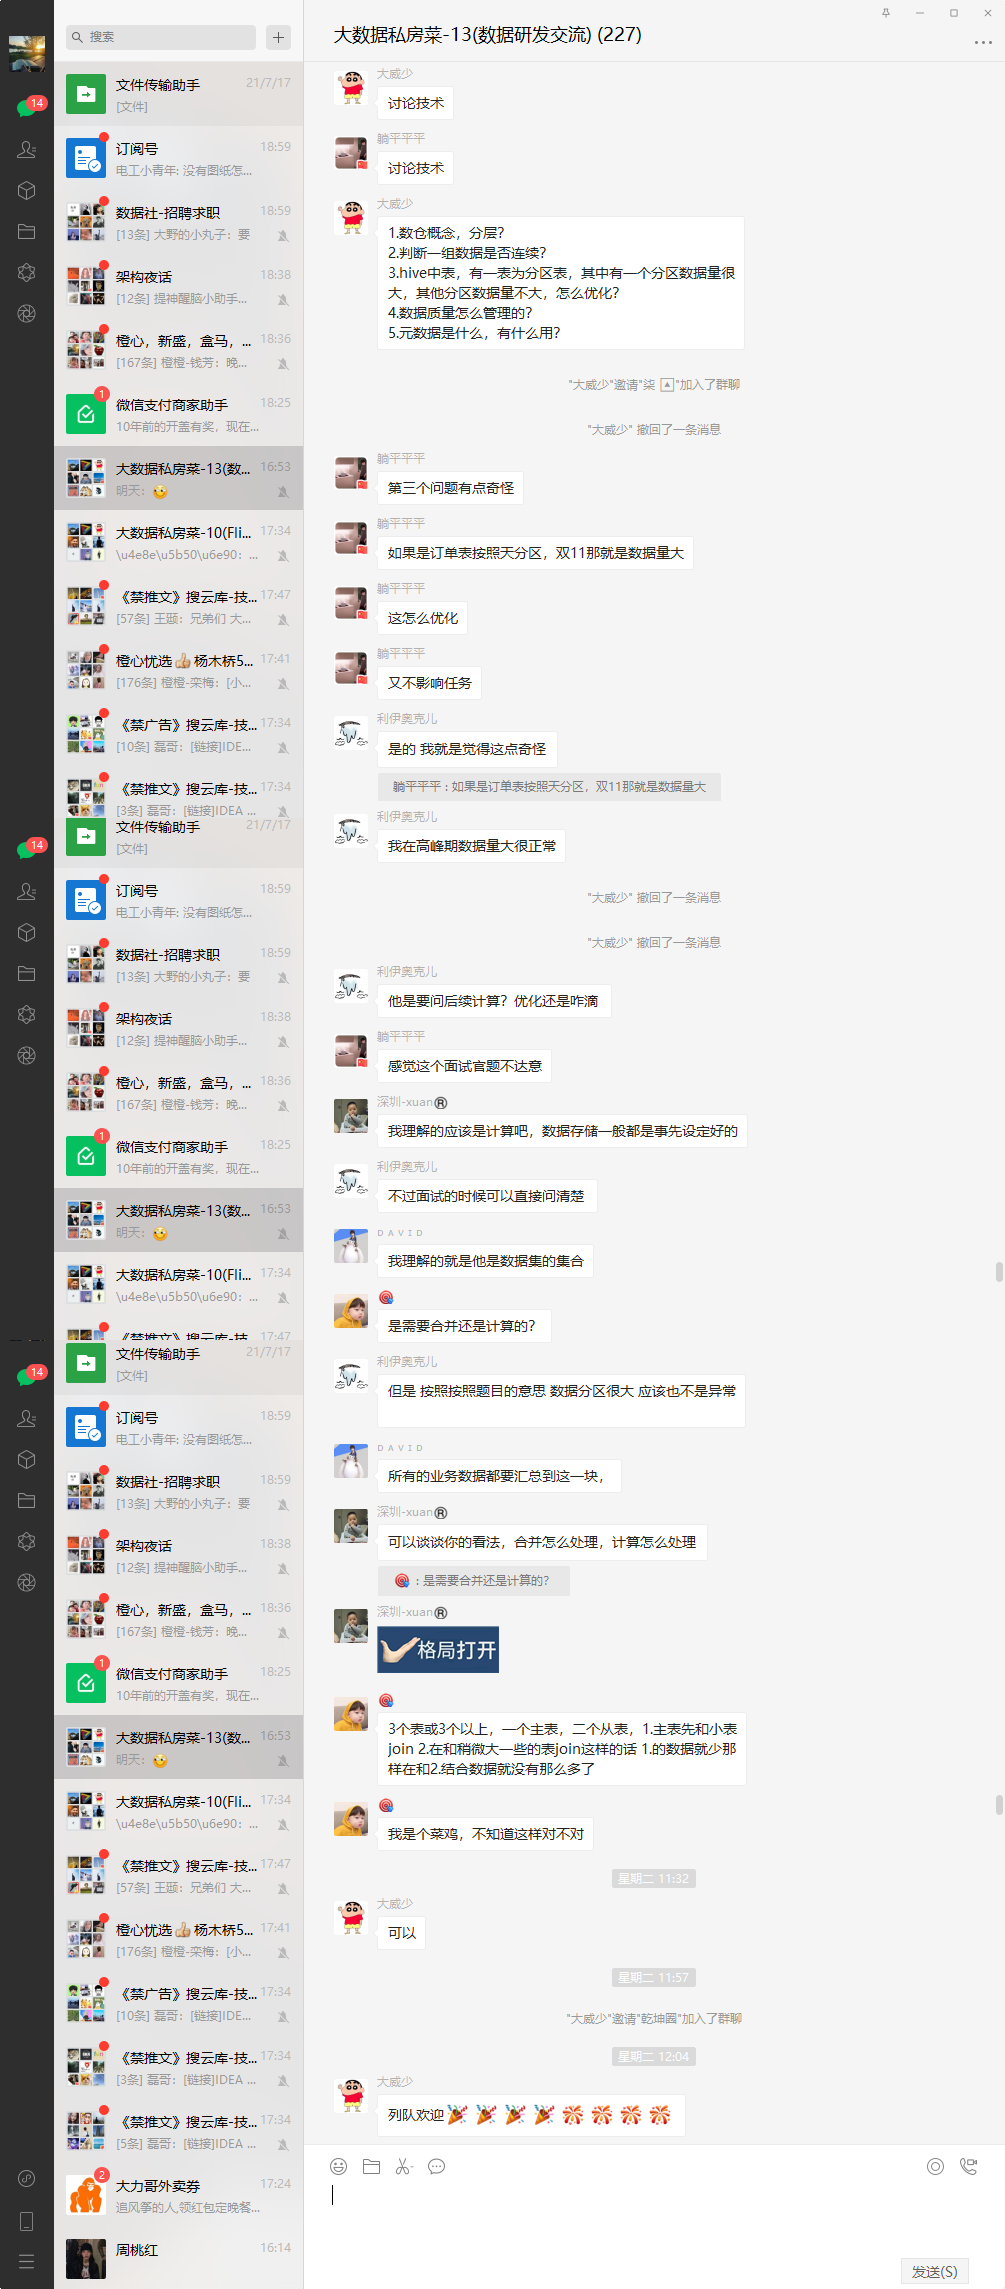 搜索
14
文件传输助手 21/7/17
[文件]
订阅号 18:59
电工小青年: 没有图纸怎...
数据社-招聘求职 18:59
[13条] 大野的小丸子：要
架构夜话 18:38
[12条] 提神醒脑小助手...
橙心，新盛，盒马，... 18:36
[167条] 橙橙-钱芳：晚...
1
微信支付商家助手 18:25
10年前的开盖有奖，现在...
大数据私房菜-13(数... 16:53
明天：
大数据私房菜-10(Fli... 17:34
\u4e8e\u5b50\u6e90：...
《禁推文》搜云库-技... 17:47
[57条] 王颋：兄弟们 大...
橙心优选👍杨木桥5... 17:41
[176条] 橙橙-栾梅：[小...
《禁广告》搜云库-技... 17:34
[10条] 磊哥：[链接]IDE...
《禁推文》搜云库-技... 17:34
[3条] 磊哥：[链接]IDEA ...
14
文件传输助手 21/7/17
[文件]
订阅号 18:59
电工小青年: 没有图纸怎...
数据社-招聘求职 18:59
[13条] 大野的小丸子：要
架构夜话 18:38
[12条] 提神醒脑小助手...
橙心，新盛，盒马，... 18:36
[167条] 橙橙-钱芳：晚...
1
微信支付商家助手 18:25
10年前的开盖有奖，现在...
大数据私房菜-13(数... 16:53
明天：
大数据私房菜-10(Fli... 17:34
\u4e8e\u5b50\u6e90：...
《禁推文》搜云库-技... 17:47
文件传输助手 21/7/17
14
[文件]
订阅号 18:59
电工小青年: 没有图纸怎...
数据社-招聘求职 18:59
[13条] 大野的小丸子：要
架构夜话 18:38
[12条] 提神醒脑小助手...
橙心，新盛，盒马，... 18:36
[167条] 橙橙-钱芳：晚...
1
微信支付商家助手 18:25
10年前的开盖有奖，现在...
大数据私房菜-13(数... 16:53
明天：
大数据私房菜-10(Fli... 17:34
\u4e8e\u5b50\u6e90：...
《禁推文》搜云库-技... 17:47
[57条] 王颋：兄弟们 大...
橙心优选👍杨木桥5... 17:41
[176条] 橙橙-栾梅：[小...
《禁广告》搜云库-技... 17:34
[10条] 磊哥：[链接]IDE...
《禁推文》搜云库-技... 17:34
[3条] 磊哥：[链接]IDEA ...
《禁推文》搜云库-技... 17:34
[5条] 磊哥：[链接]IDEA ...
2
大力哥外卖券 17:24
追风筝的人,领红包定晚餐...
周桃红 16:14
大数据私房菜-13(数据研发交流) (227)
大威少
讨论技术
躺平平平
讨论技术
大威少
1.数仓概念，分层？
2.判断一组数据是否连续？
3.hive中表，有一表为分区表，其中有一个分区数据量很
大，其他分区数据量不大，怎么优化？
4.数据质量怎么管理的？
5.元数据是什么，有什么用？
"大威少"邀请"柒 "加入了群聊
"大威少" 撤回了一条消息
躺平平平
第三个问题有点奇怪
躺平平平
如果是订单表按照天分区，双11那就是数据量大
躺平平平
这怎么优化
躺平平平
又不影响任务
利伊奥克儿
是的 我就是觉得这点奇怪
躺平平平 : 如果是订单表按照天分区，双11那就是数据量大
利伊奥克儿
我在高峰期数据量大很正常
"大威少" 撤回了一条消息
"大威少" 撤回了一条消息
利伊奥克儿
他是要问后续计算？优化还是咋滴
躺平平平
感觉这个面试官题不达意
深圳-xuan®
我理解的应该是计算吧，数据存储一般都是事先设定好的
利伊奥克儿
不过面试的时候可以直接问清楚
DAVID
我理解的就是他是数据集的集合
🎯
是需要合并还是计算的？
利伊奥克儿
但是 按照按照题目的意思 数据分区很大 应该也不是异常
DAVID
所有的业务数据都要汇总到这一块，
深圳-xuan®
可以谈谈你的看法，合并怎么处理，计算怎么处理
🎯 : 是需要合并还是计算的？
深圳-xuan®
格局打开
🎯
3个表或3个以上，一个主表，二个从表，1.主表先和小表
join 2.在和稍微大一些的表join这样的话 1.的数据就少那
样在和2.结合数据就没有那么多了
🎯
我是个菜鸡，不知道这样对不对
星期二 11:32
大威少
可以
星期二 11:57
"大威少"邀请"乾坤圆"加入了群聊
星期二 12:04
大威少
列队欢迎🎉🎉🎉🎉🎊🎊🎊🎊
发送(S)